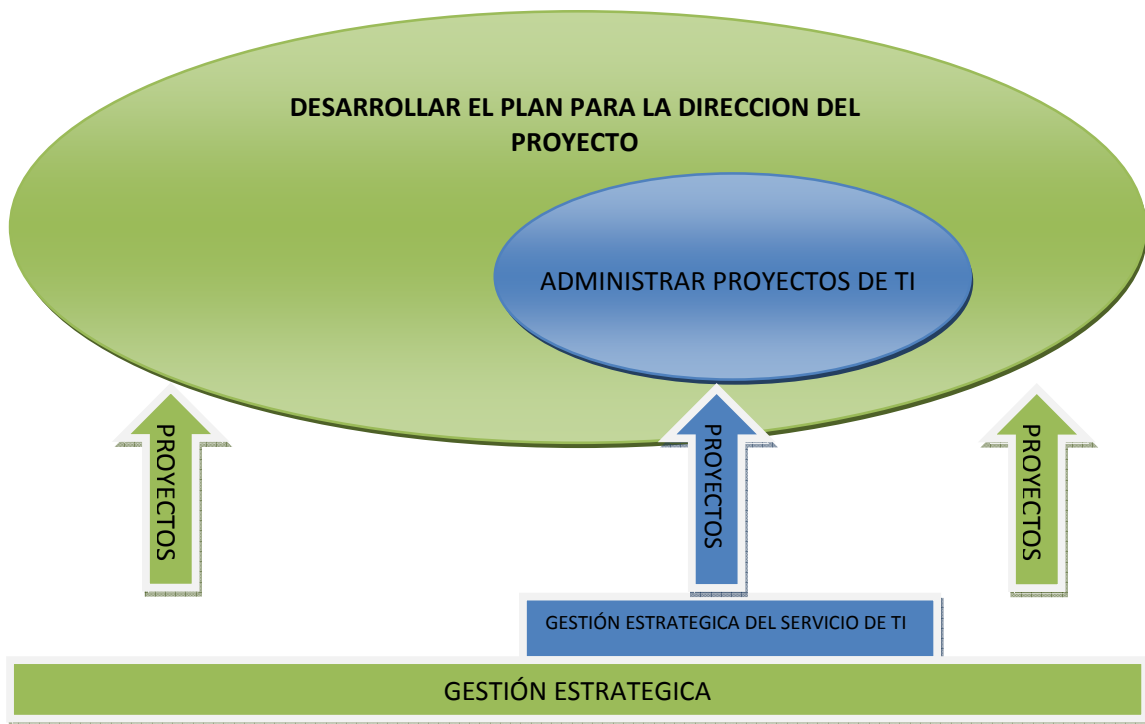 DESARROLLAR EL PLAN PARA LA DIRECCION DEL
PROYECTO
ADMINISTRAR PROYECTOS DE TI
PROYECTOS
PROYECTOS
PROYECTOS
GESTIÓN ESTRATEGICA DEL SERVICIO DE TI
GESTIÓN ESTRATEGICA